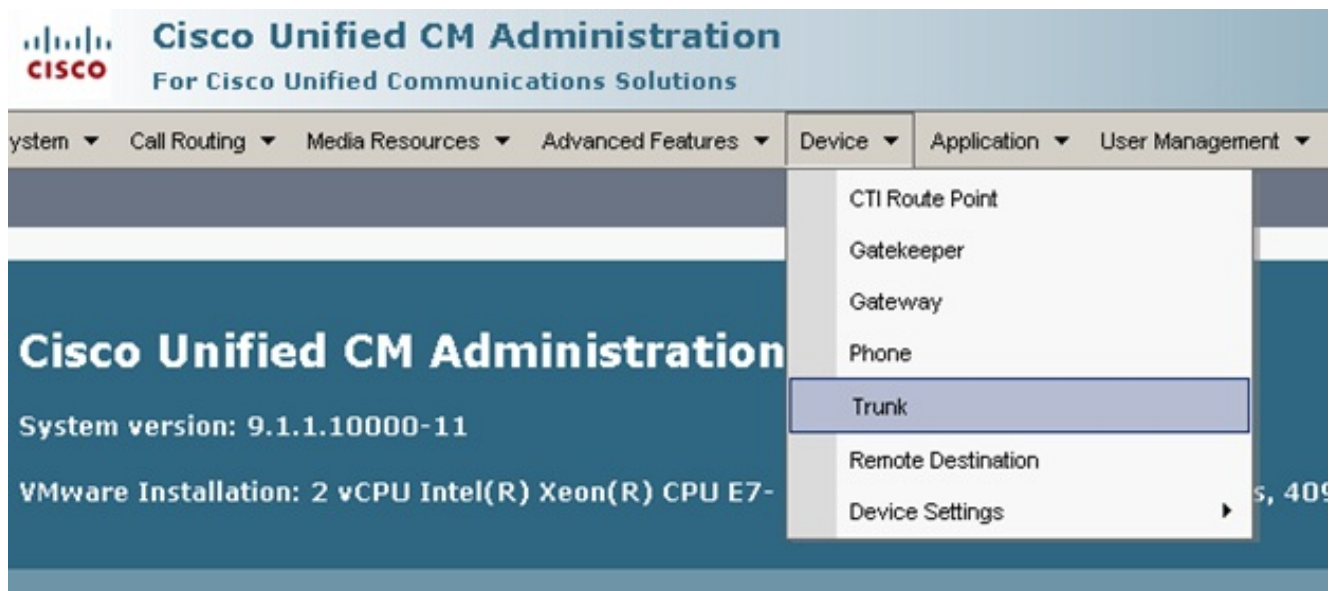 CISCO
Cisco Unified CM Administration
For Cisco Unified Communications Solutions
ystem Call Routing Media Resources Advanced Features Device Application User Management
CTI Route Point
Gatekeeper
Gateway
Phone
Trunk
Remote Destination
Device Settings
Cisco Unified CM Administration
System version: 9.1.1.10000-11
VMware Installation: 2 vCPU Intel(R) Xeon(R) CPU E7- s, 409